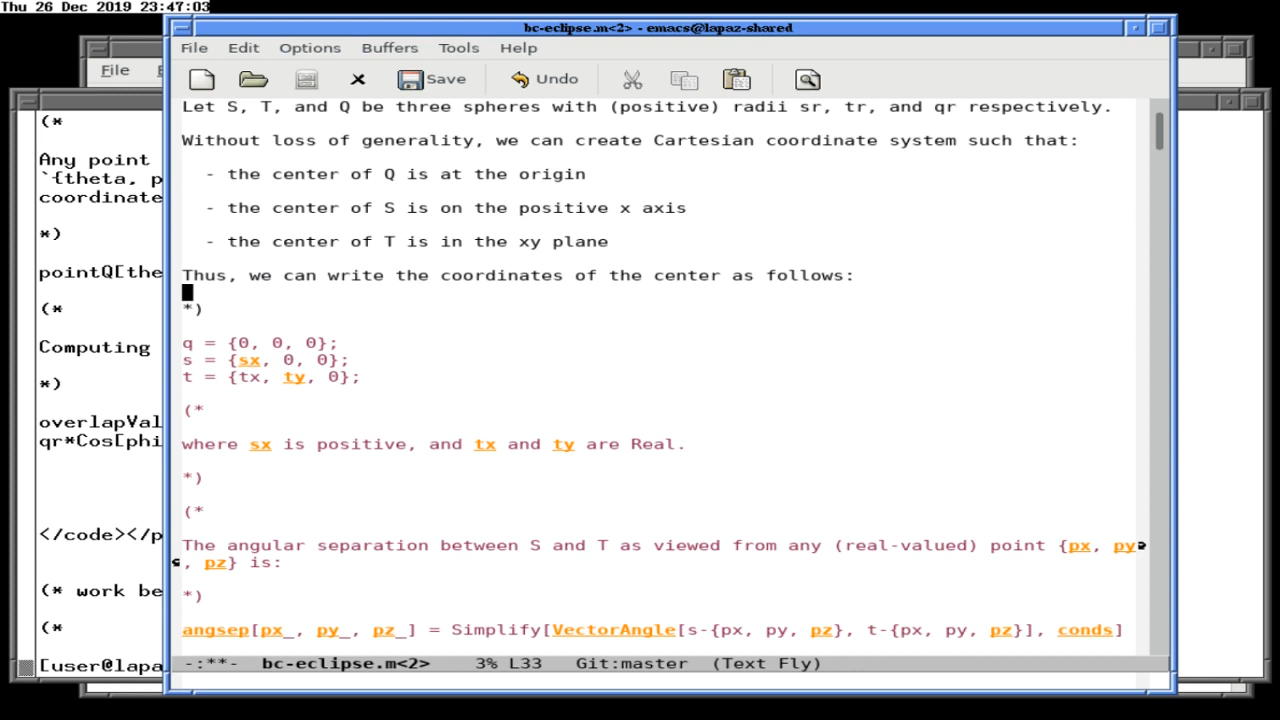 Thu 26 Dec 2019 23:47:03
bc-eclipse.m<2> - emacs@lapaz-shared
File Edit Options Buffers Tools Help
Save Undo
Let S, T, and Q be three spheres with (positive) radii sr, tr, and qr respectively.
Without loss of generality, we can create Cartesian coordinate system such that:
- the center of Q is at the origin
- the center of S is on the positive x axis
- the center of T is in the xy plane
Thus, we can write the coordinates of the center as follows:
*)
q = {0, 0, 0};
s = {sx, 0, 0};
t = {tx, ty, 0};
(*
where sx is positive, and tx and ty are Real.
*)
(*
The angular separation between S and T as viewed from any (real-valued) point {px, py
, pz} is:
*)
angsep[px_, py_, pz_] = Simplify[VectorAngle[s-{px, py, pz}, t-{px, py, pz}], conds]
-:**- bc-eclipse.m<2> 3% L33 Git:master (Text Fly)
File E
(*
Any point
`{theta, p
coordinate
*)
pointQ[the
(*
Computing
*)
overlapVal
qr*Cos[phi
</code></p
(* work be
(*
[user@lapa